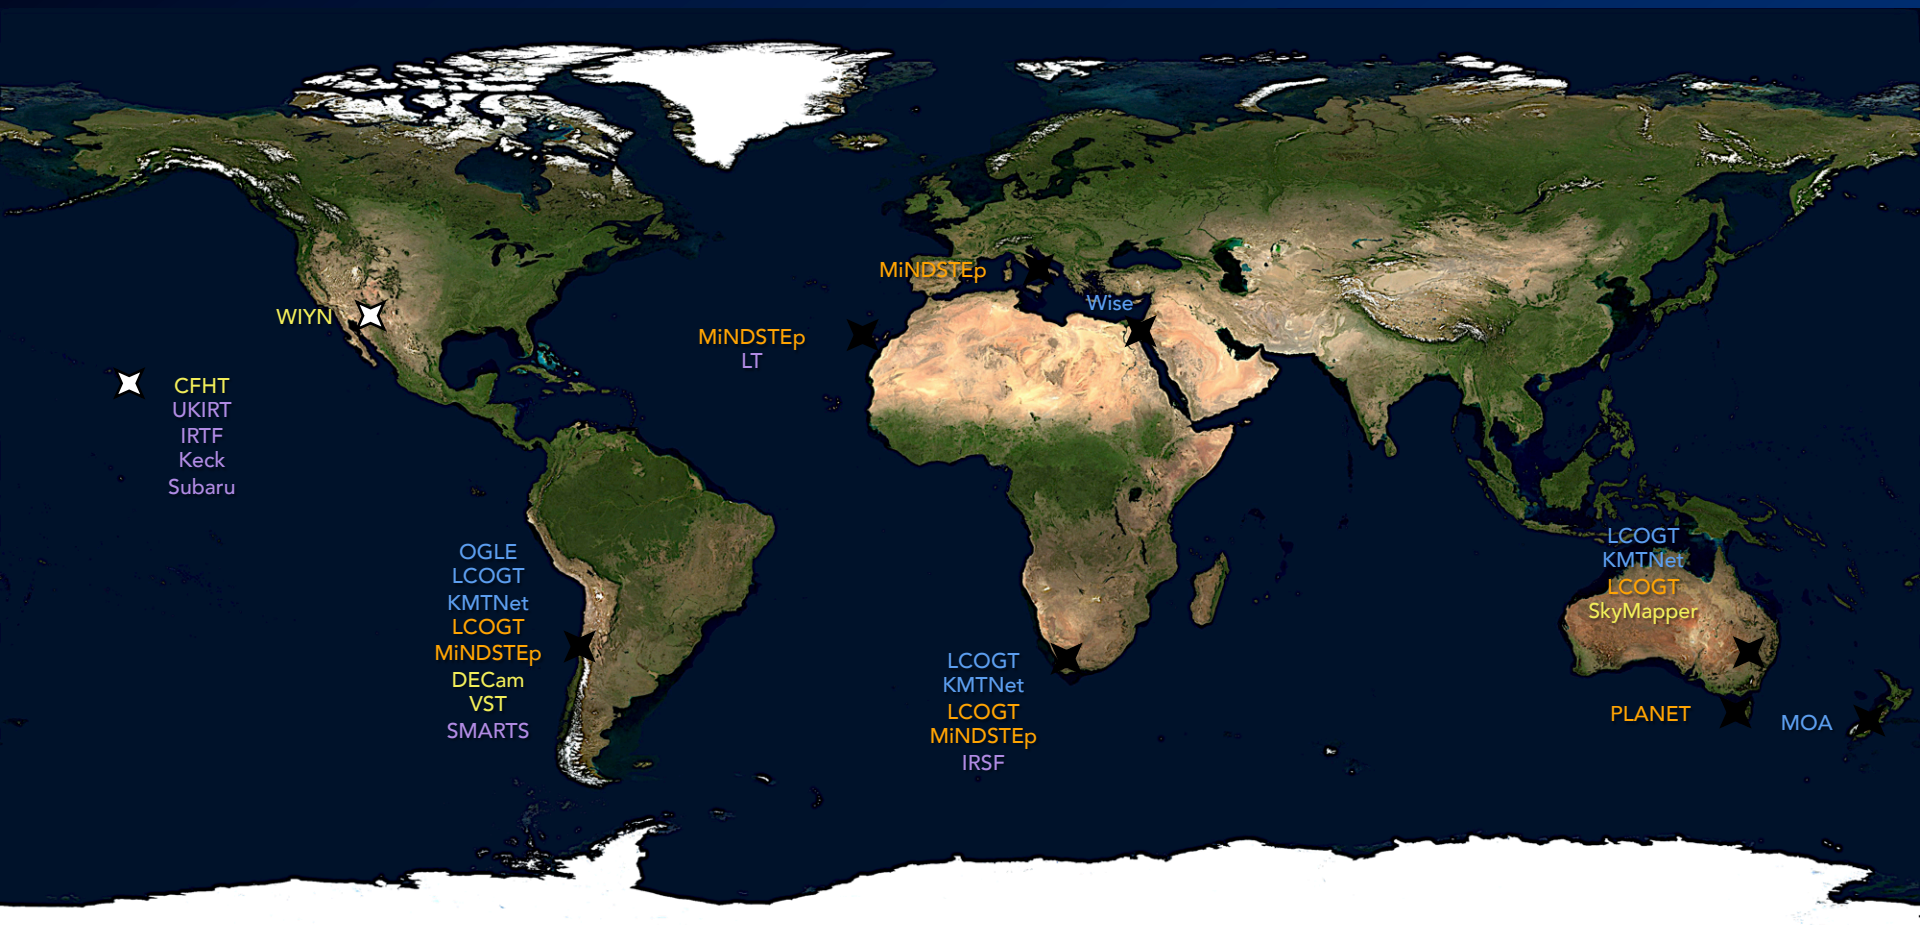 MiNDSTEp
Wise
WIYN
MiNDSTEp
LT
CFHT
UKIRT
IRTF
Keck
Subaru
OGLE
LCOGT
KMTNet
LCOGT
MiNDSTEp
DECam
VST
SMARTS
LCOGT
KMTNet
LCOGT
MiNDSTEp
IRSF
LCOGT
KMTNet
LCOGT
SkyMapper
PLANET
MOA